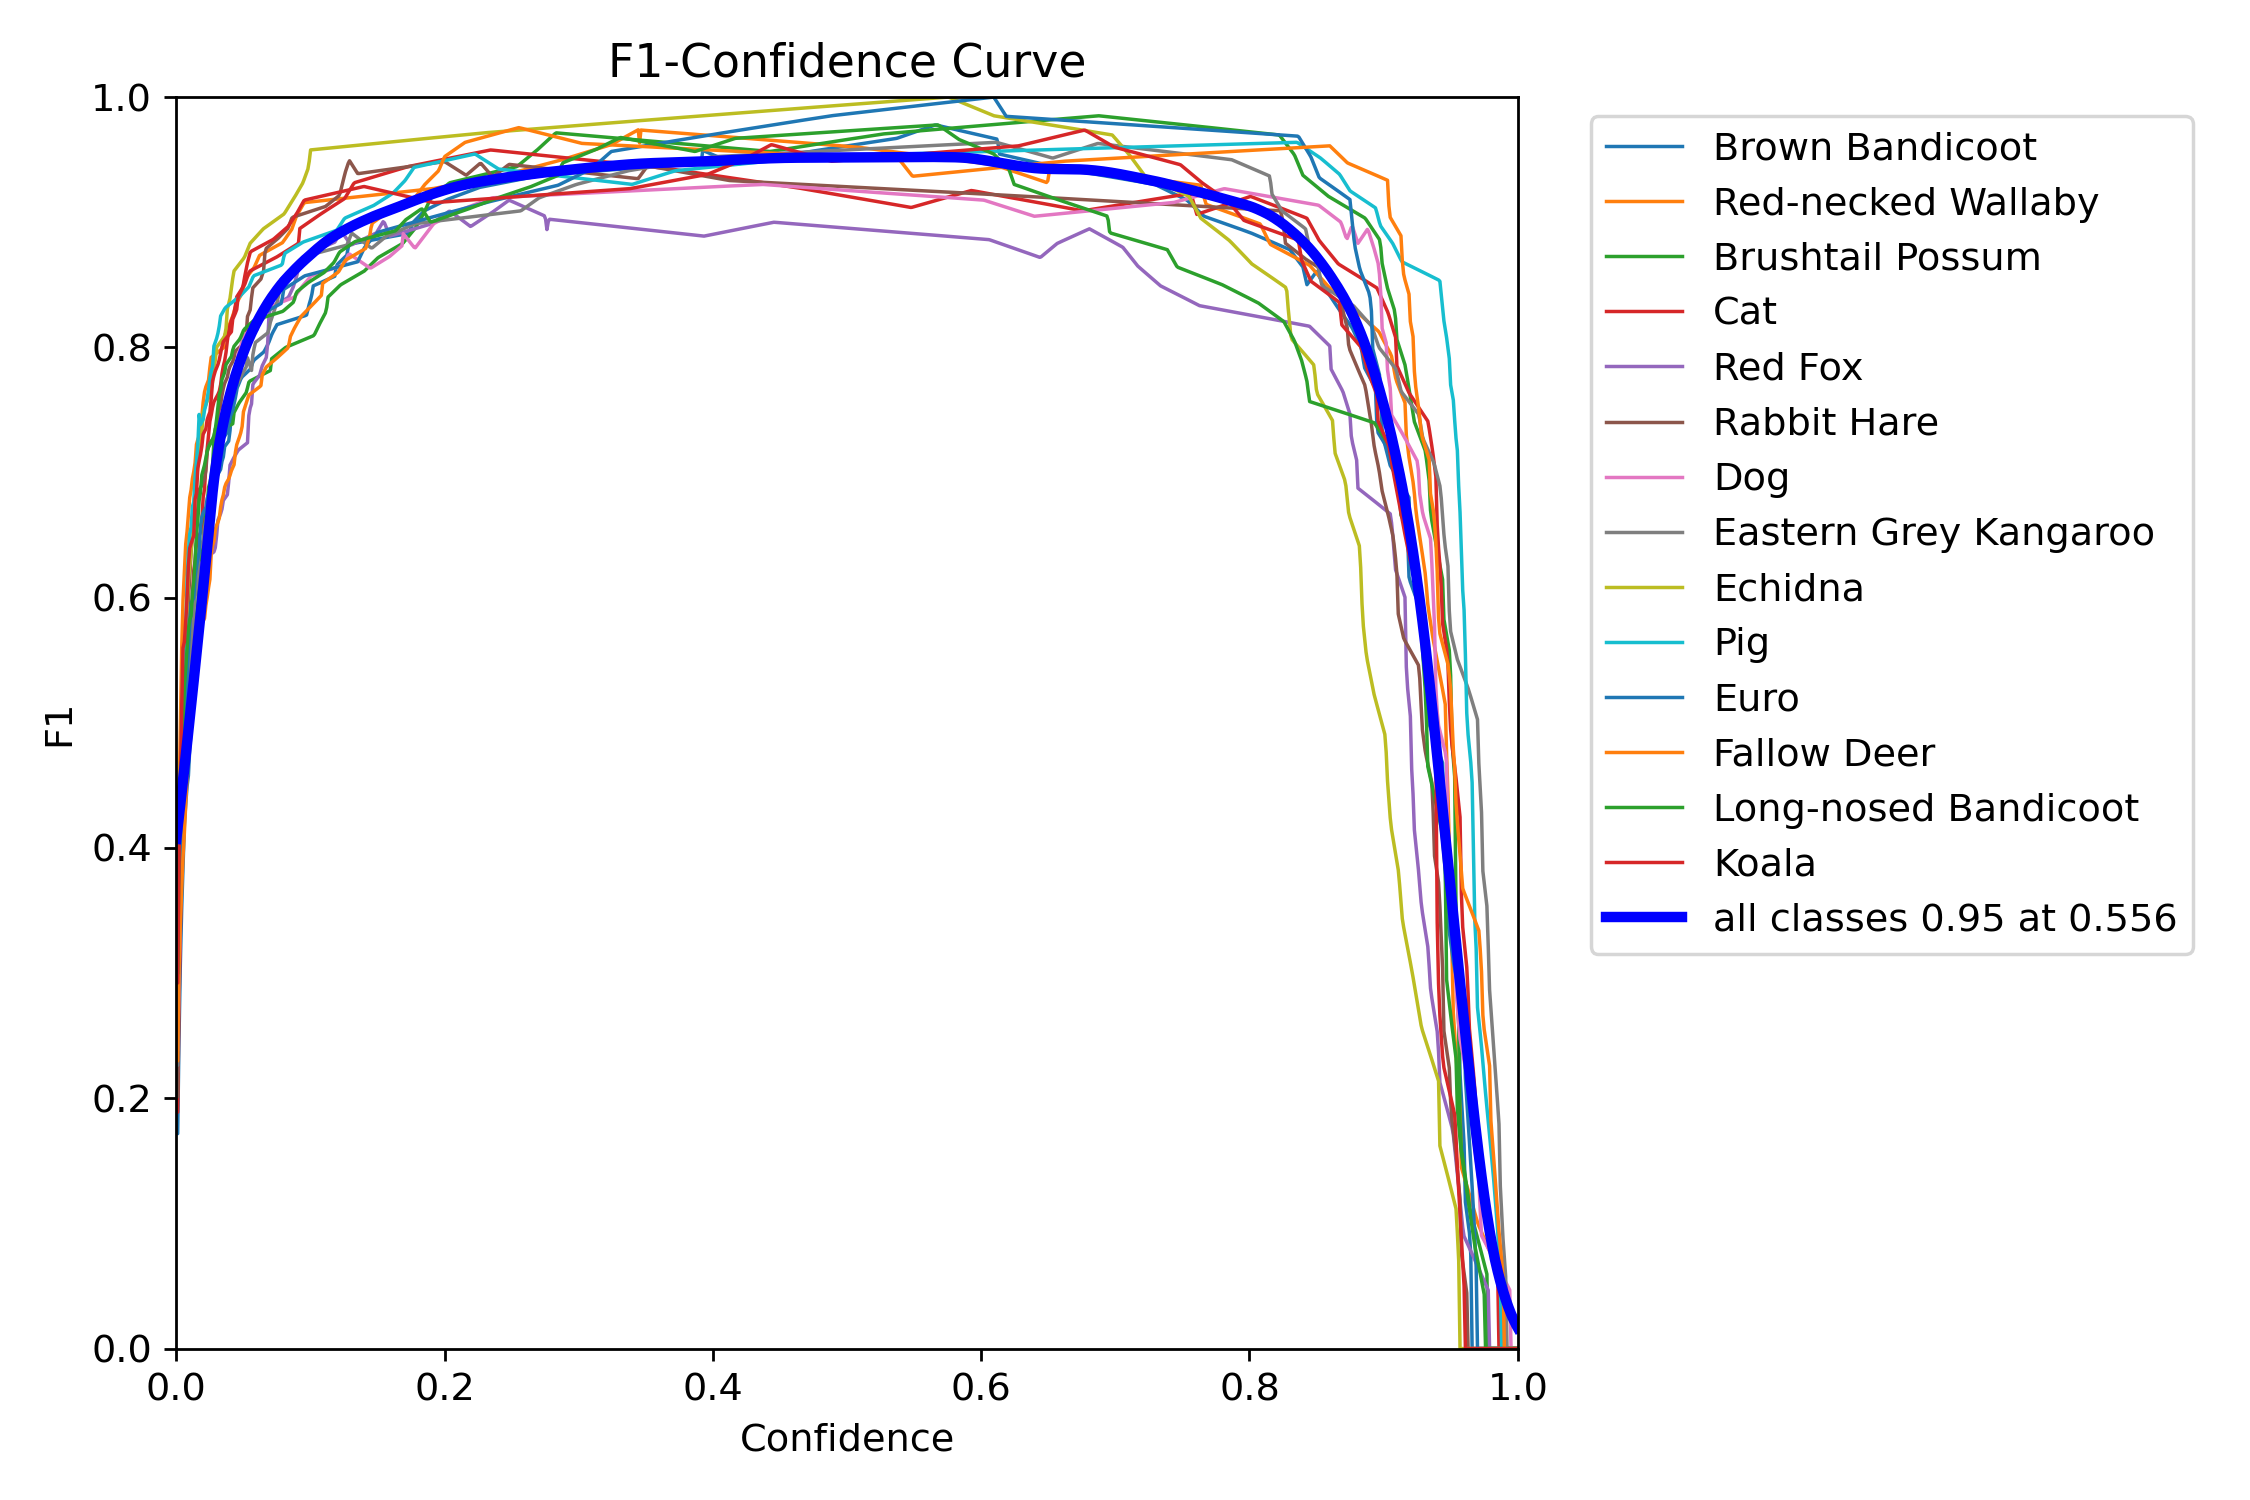 F1-Confidence Curve
1.0
0.8
0.6
0.4
0.2
0.0
F1
0.0 0.2 0.4 0.6 0.8 1.0
Confidence
Brown Bandicoot
Red-necked Wallaby
Brushtail Possum
Cat
Red Fox
Rabbit Hare
Dog
Eastern Grey Kangaroo
Echidna
Pig
Euro
Fallow Deer
Long-nosed Bandicoot
Koala
all classes 0.95 at 0.556